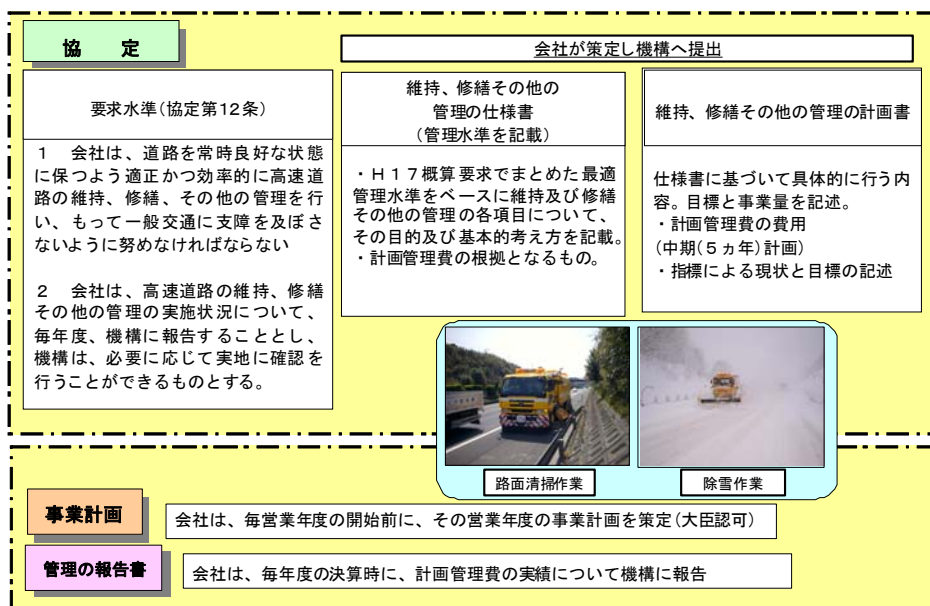 協　定
会社が策定し機構へ提出
要求水準（協定第１２条）
１　会社は、道路を常時良好な状態
に保つよう適正かつ効率的に高速道
路の維持、修繕、その他の管理を行
い、もって一般交通に支障を及ぼさ
ないように努めなければならない
２　会社は、高速道路の維持、修繕
その他の管理の実施状況について、
毎年度、機構に報告することとし、
機構は、必要に応じて実地に確認を
行うことができるものとする。
維持、修繕その他の
管理の仕様書
（管理水準を記載）
・Ｈ１７概算要求でまとめた最適
管理水準をベースに維持及び修繕
その他の管理の各項目について、
その目的及び基本的考え方を記載。
・計画管理費の根拠となるもの。
維持、修繕その他の管理の計画書
仕様書に基づいて具体的に行う内
容。目標と事業量を記述。
・計画管理費の費用
（中期（５ヵ年）計画）
・指標による現状と目標の記述
路面清掃作業
除雪作業
事業計画
会社は、毎営業年度の開始前に、その営業年度の事業計画を策定（大臣認可）
管理の報告書
会社は、毎年度の決算時に、計画管理費の実績について機構に報告